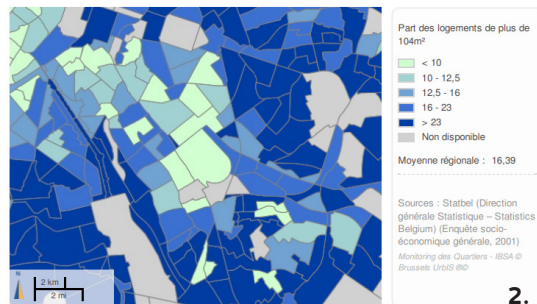 Part des logements de plus de
104m²
< 10
10 - 12,5
12,5 - 16
16 - 23
> 23
Non disponible
Moyenne régionale : 16,39
Sources : Statbel (Direction
générale Statistique – Statistics
Belgium) (Enquête socio-
économique générale, 2001)
Monitoring des Quartiers - IBSA ©
Brussels UrbIS ®©
N
2 km
2 mi
2.